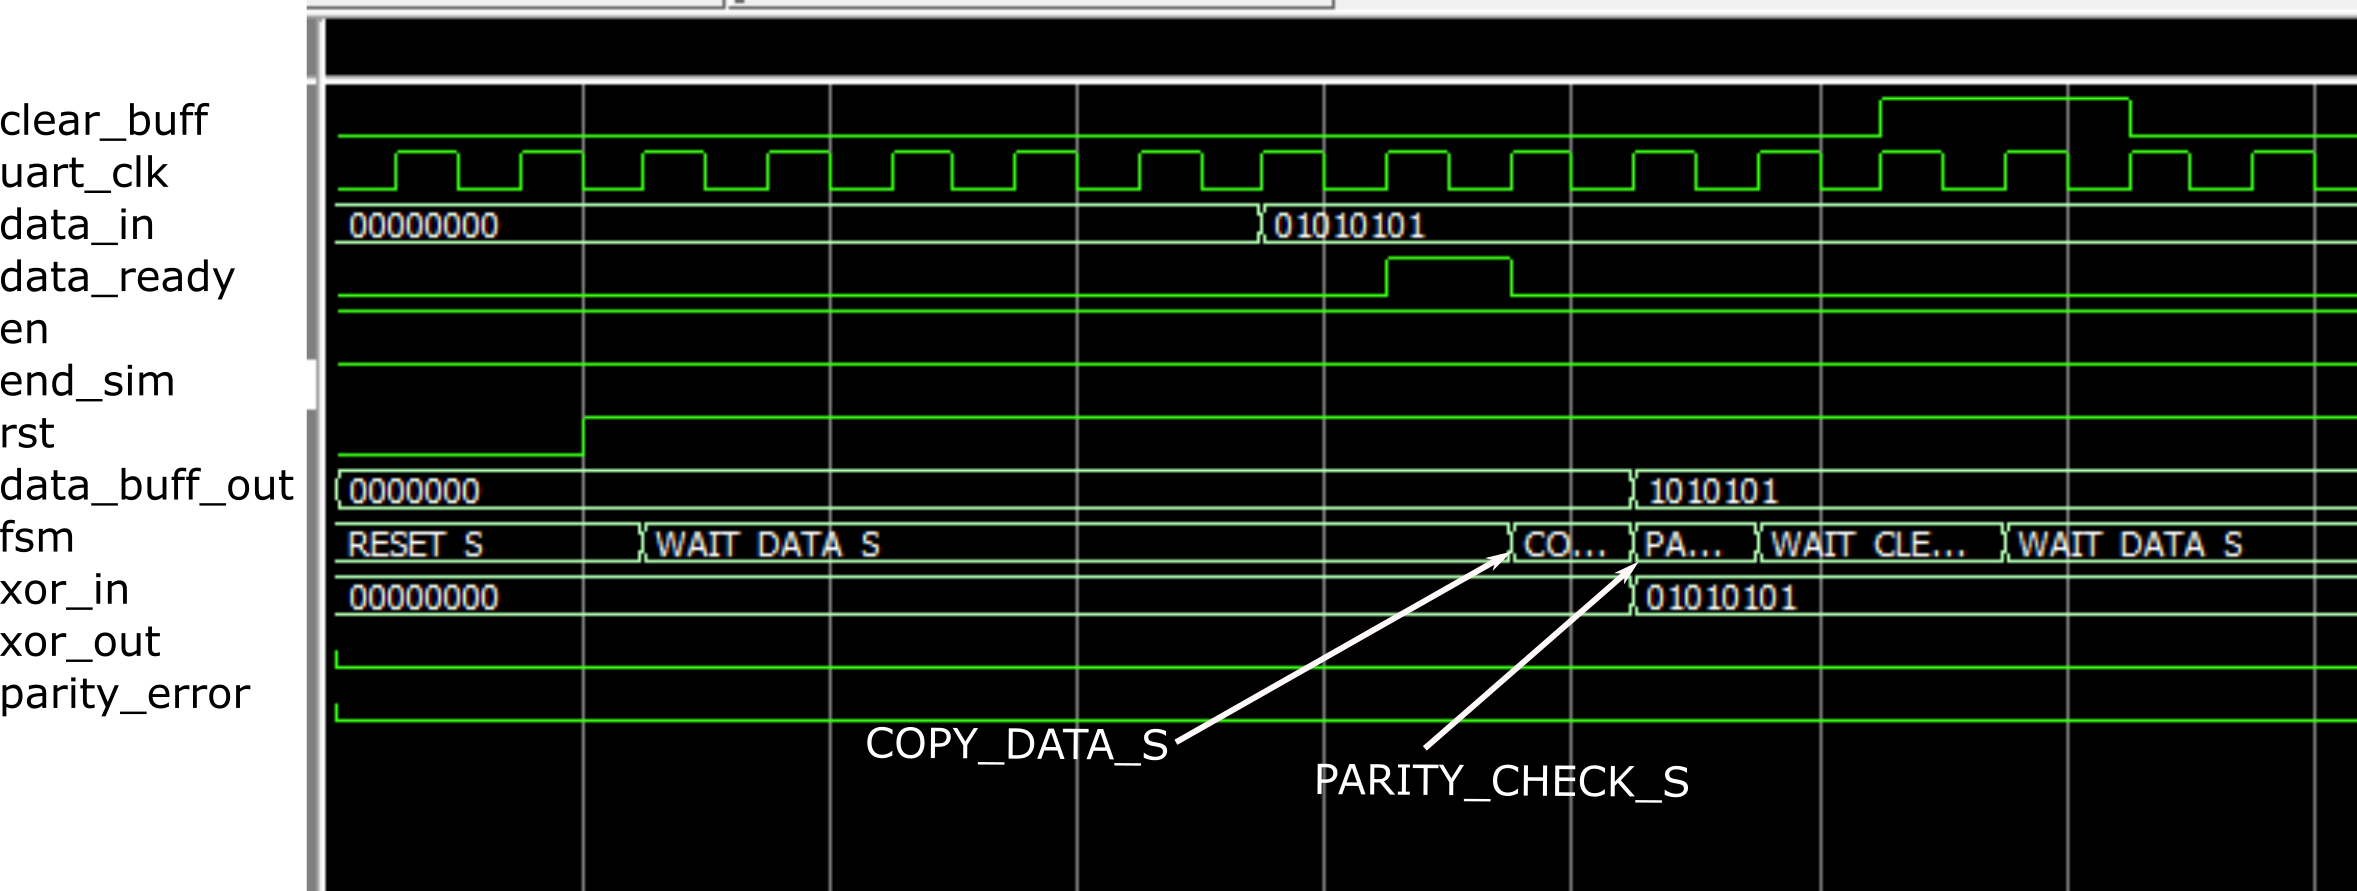 clear_buff
uart_clk
data_in 00000000 01010101
data_ready
en
end_sim
rst
data_buff_out 0000000 1010101
fsm RESET S WAIT DATA S CO... PA... WAIT CLE... WAIT DATA S
xor_in 00000000 01010101
xor_out
parity_error
COPY_DATA_S
PARITY_CHECK_S